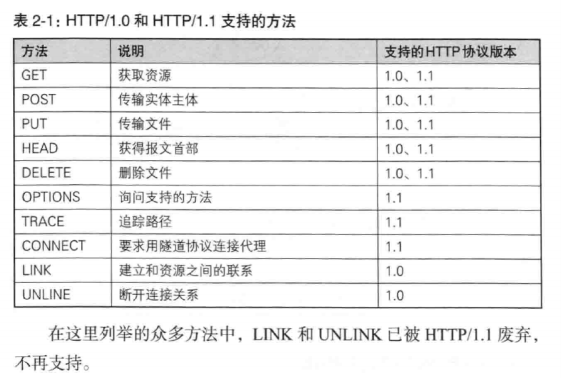 表 2-1：HTTP/1.0 和 HTTP/1.1 支持的方法
方法 说明 支持的HTTP协议版本
GET 获取资源 1.0、1.1
POST 传输实体主体 1.0、1.1
PUT 传输文件 1.0、1.1
HEAD 获得报文首部 1.0、1.1
DELETE 删除文件 1.0、1.1
OPTIONS 询问支持的方法 1.1
TRACE 追踪路径 1.1
CONNECT 要求用隧道协议连接代理 1.1
LINK 建立和资源之间的联系 1.0
UNLINE 断开连接关系 1.0
在这里列举的众多方法中，LINK 和 UNLINK 已被 HTTP/1.1 废弃，
不再支持。